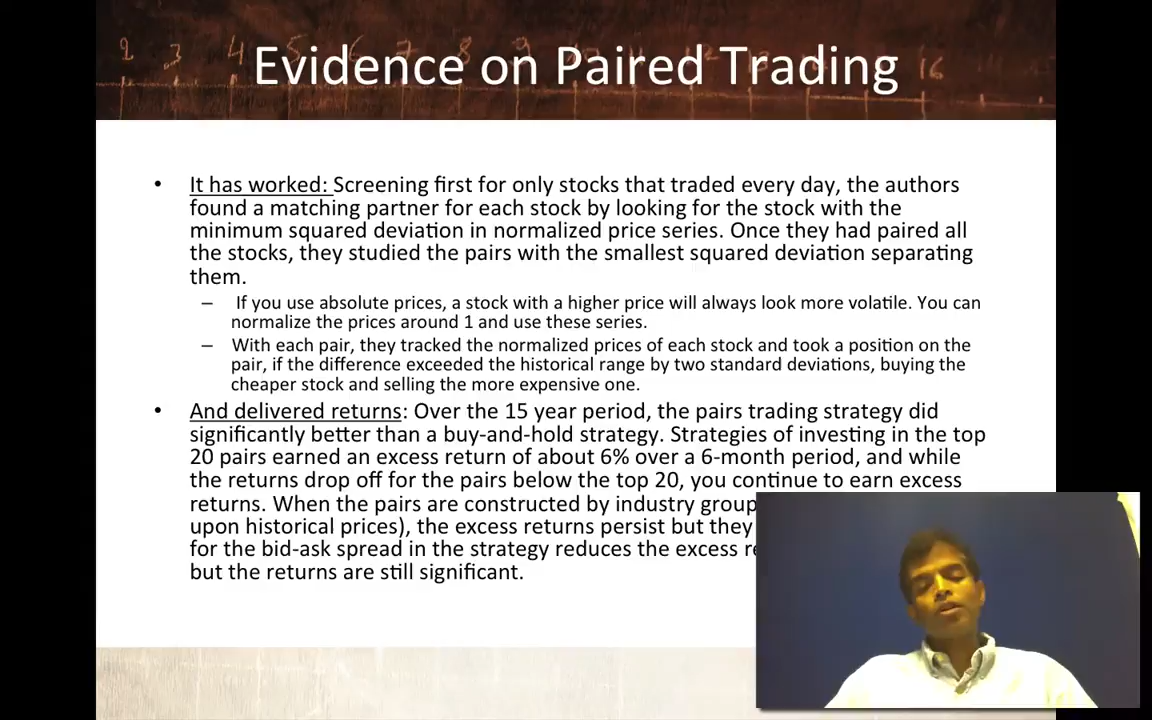 2 3 4 5 6 7 8 9 16
Evidence on Paired Trading
• It has worked: Screening first for only stocks that traded every day, the authors
found a matching partner for each stock by looking for the stock with the
minimum squared deviation in normalized price series. Once they had paired all
the stocks, they studied the pairs with the smallest squared deviation separating
them.
– If you use absolute prices, a stock with a higher price will always look more volatile. You can
normalize the prices around 1 and use these series.
– With each pair, they tracked the normalized prices of each stock and took a position on the
pair, if the difference exceeded the historical range by two standard deviations, buying the
cheaper stock and selling the more expensive one.
• And delivered returns: Over the 15 year period, the pairs trading strategy did
significantly better than a buy-and-hold strategy. Strategies of investing in the top
20 pairs earned an excess return of about 6% over a 6-month period, and while
the returns drop off for the pairs below the top 20, you continue to earn excess
returns. When the pairs are constructed by industry group
upon historical prices), the excess returns persist but they
for the bid-ask spread in the strategy reduces the excess
but the returns are still significant.